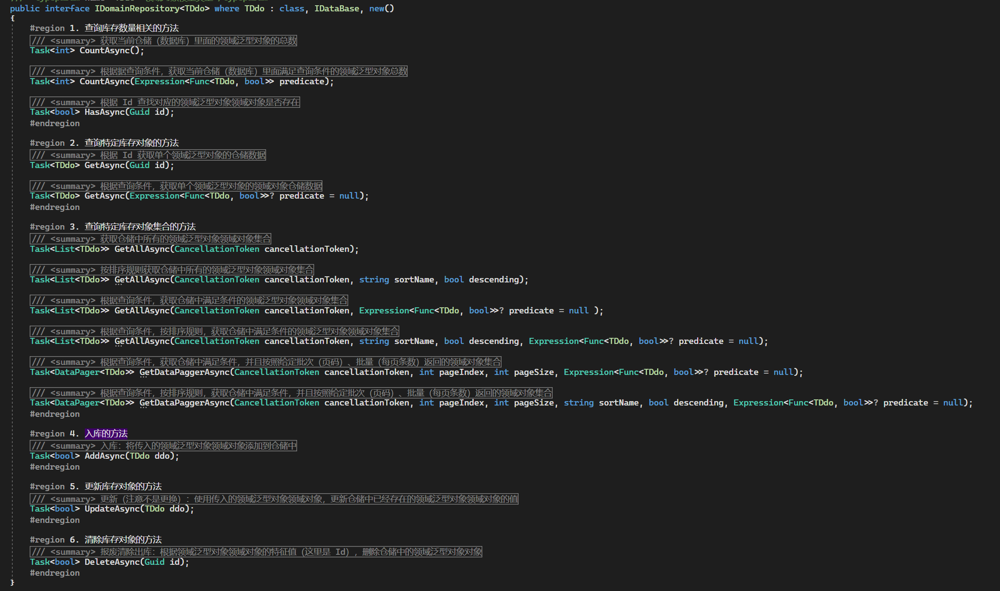 public interface IDomainRepository<TDdo> where TDdo : class, IDataBase, new()
{
#region 1. 查询库存数量相关的方法
/// <summary> 获取当前仓储（数据库）里面的领域泛型对象的总数
Task<int> CountAsync();
/// <summary> 根据据查询条件，获取当前仓储（数据库）里面满足查询条件的领域泛型对象总数
Task<int> CountAsync(Expression<Func<TDdo, bool>> predicate);
/// <summary> 根据 Id 查找对应的领域泛型对象领域对象是否存在
Task<bool> HasAsync(Guid id);
#endregion
#region 2. 查询特定库存对象的方法
/// <summary> 根据 Id 获取单个领域泛型对象的仓储数据
Task<TDdo> GetAsync(Guid id);
/// <summary> 根据查询条件，获取单个领域泛型对象的领域对象仓储数据
Task<TDdo> GetAsync(Expression<Func<TDdo, bool>>? predicate = null);
#endregion
#region 3. 查询特定库存对象集合的方法
/// <summary> 获取仓储中所有的领域泛型对象领域对象集合
Task<List<TDdo>> GetAllAsync(CancellationToken cancellationToken);
/// <summary> 按排序规则获取仓储中所有的领域泛型对象领域对象集合
Task<List<TDdo>> GetAllAsync(CancellationToken cancellationToken, string sortName, bool descending);
/// <summary> 根据查询条件，获取仓储中满足条件的领域泛型对象领域对象集合
Task<List<TDdo>> GetAllAsync(CancellationToken cancellationToken, Expression<Func<TDdo, bool>>? predicate = null );
/// <summary> 根据查询条件，按排序规则，获取仓储中满足条件的领域泛型对象领域对象集合
Task<List<TDdo>> GetAllAsync(CancellationToken cancellationToken, string sortName, bool descending, Expression<Func<TDdo, bool>>? predicate = null);
/// <summary> 根据查询条件，获取仓储中满足条件，并且按照给定批次（页码）、批量（每页条数）返回的领域对象集合
Task<DataPager<TDdo>> GetDataPaggerAsync(CancellationToken cancellationToken, int pageIndex, int pageSize, Expression<Func<TDdo, bool>>? predicate = null);
/// <summary> 根据查询条件，按排序规则，获取仓储中满足条件，并且按照给定批次（页码）、批量（每页条数）返回的领域对象集合
Task<DataPager<TDdo>> GetDataPaggerAsync(CancellationToken cancellationToken, int pageIndex, int pageSize, string sortName, bool descending, Expression<Func<TDdo, bool>>? predicate = null);
#endregion
#region 4. 入库的方法
/// <summary> 入库：将传入的领域泛型对象领域对象添加到仓储中
Task<bool> AddAsync(TDdo ddo);
#endregion
#region 5. 更新库存对象的方法
/// <summary> 更新（注意不是更换）：使用传入的领域泛型对象领域对象，更新仓储中已经存在的领域泛型对象领域对象的值
Task<bool> UpdateAsync(TDdo ddo);
#endregion
#region 6. 清除库存对象的方法
/// <summary> 报废清除出库：根据领域泛型对象领域对象的特征值（这里是 Id），删除仓储中的领域泛型对象对象
Task<bool> DeleteAsync(Guid id);
#endregion
}